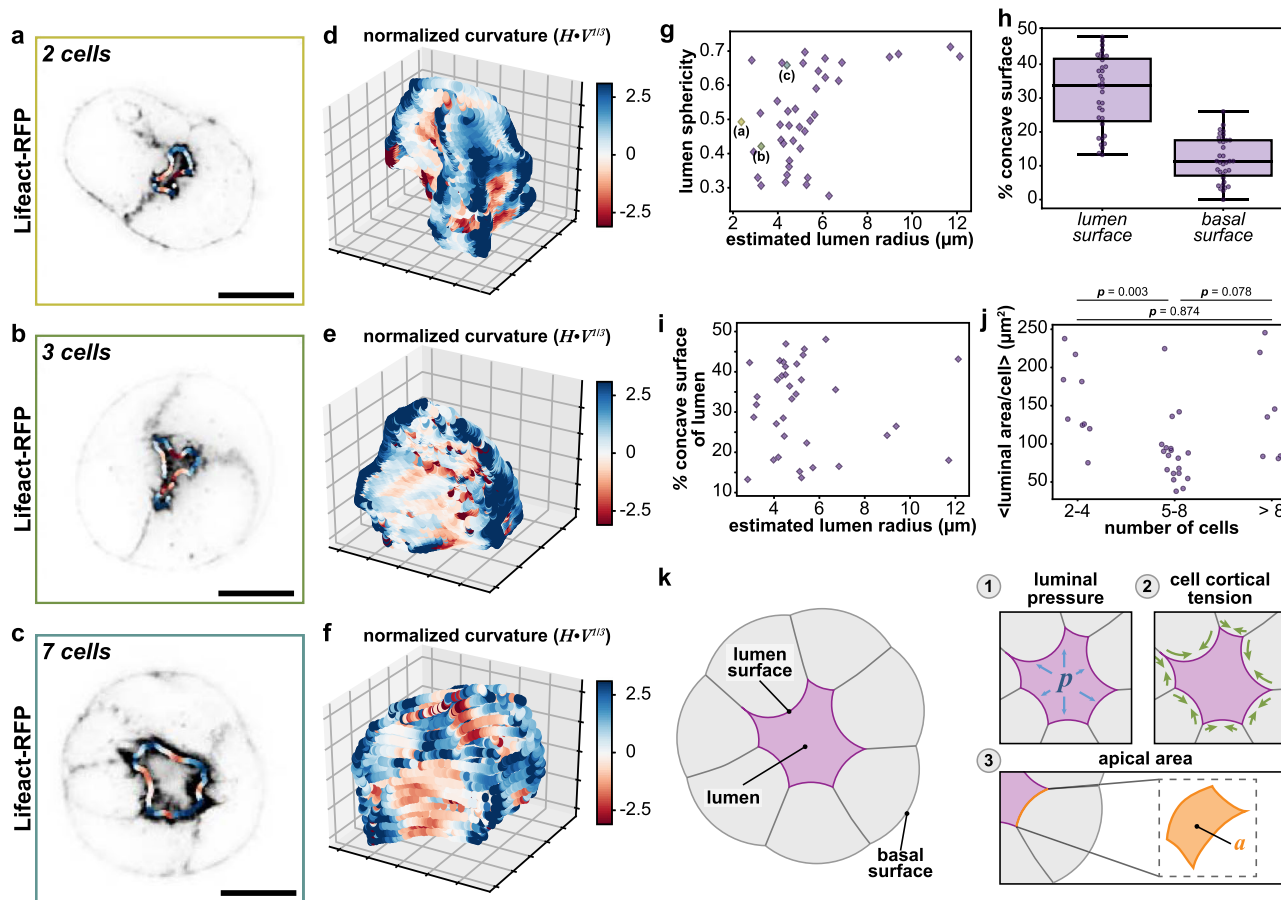 a
2 cells
Lifeact-RFP
d
normalized curvature (H•V^1/3)
2.5
0
-2.5
b
3 cells
Lifeact-RFP
e
normalized curvature (H•V^1/3)
2.5
0
-2.5
c
7 cells
Lifeact-RFP
f
normalized curvature (H•V^1/3)
2.5
0
-2.5
g
lumen sphericity
0.7
0.6
0.5
0.4
0.3
(a)
(b)
(c)
2 4 6 8 10 12
estimated lumen radius (µm)
h
% concave surface
50
40
30
20
10
0
lumen surface
basal surface
i
% concave surface
of lumen
50
40
30
20
10
2 4 6 8 10 12
estimated lumen radius (µm)
p = 0.003
p = 0.078
p = 0.874
j
<luminal area/cell> (µm²)
250
200
150
100
50
2-4 5-8 > 8
number of cells
k
lumen
surface
lumen
basal
surface
1
luminal
pressure
p
2
cell cortical
tension
3
apical area
a